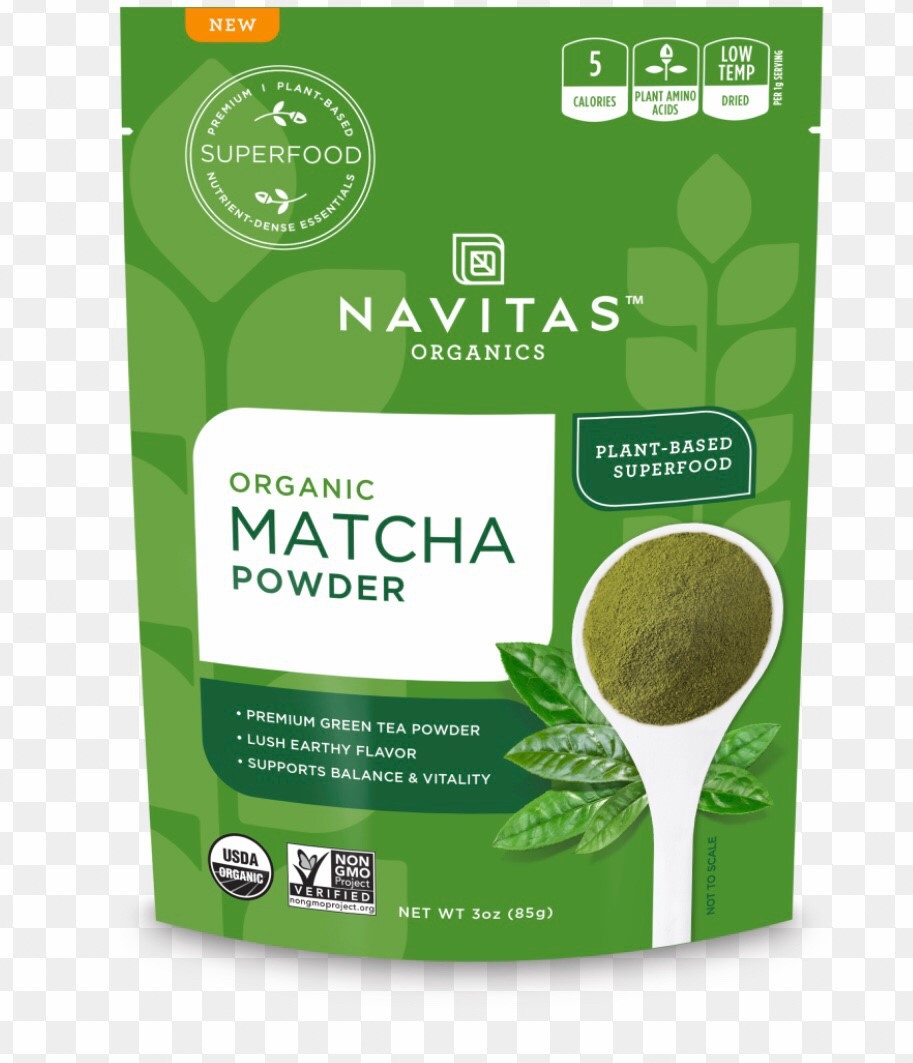 NEW
PREMIUM | PLANT-BASED
SUPERFOOD
NUTRIENT-DENSE ESSENTIALS
5
CALORIES
PLANT AMINO
ACIDS
LOW
TEMP
DRIED
PER 1g SERVING
NAVITAS™
ORGANICS
PLANT-BASED
SUPERFOOD
ORGANIC
MATCHA
POWDER
• PREMIUM GREEN TEA POWDER
• LUSH EARTHY FLAVOR
• SUPPORTS BALANCE & VITALITY
USDA
ORGANIC
NON
GMO
Project
VERIFIED
nongmoproject.org
NET WT 3oz (85g)
NOT TO SCALE